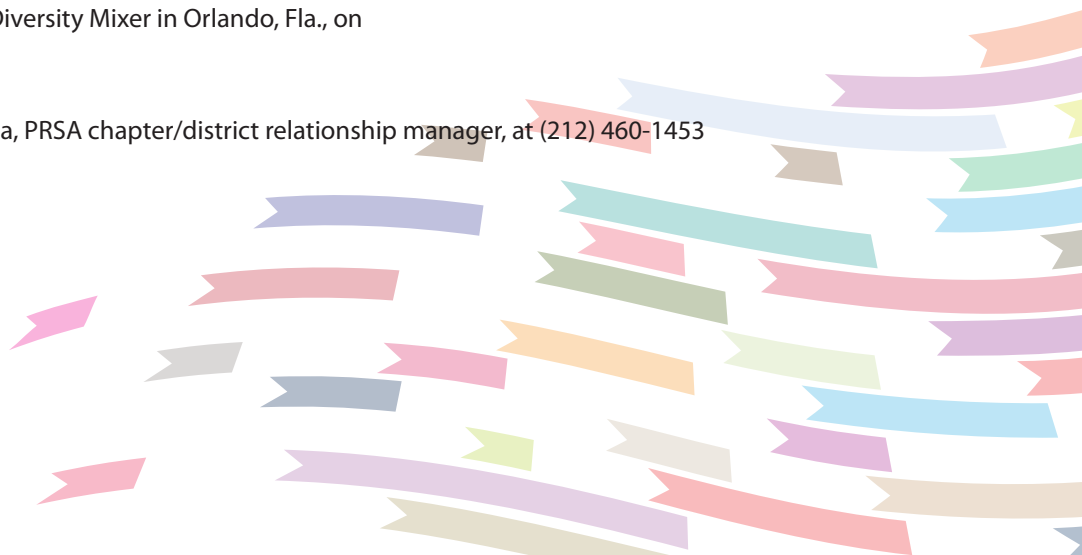 Diversity Mixer in Orlando, Fla., on
a, PRSA chapter/district relationship manager, at (212) 460-1453